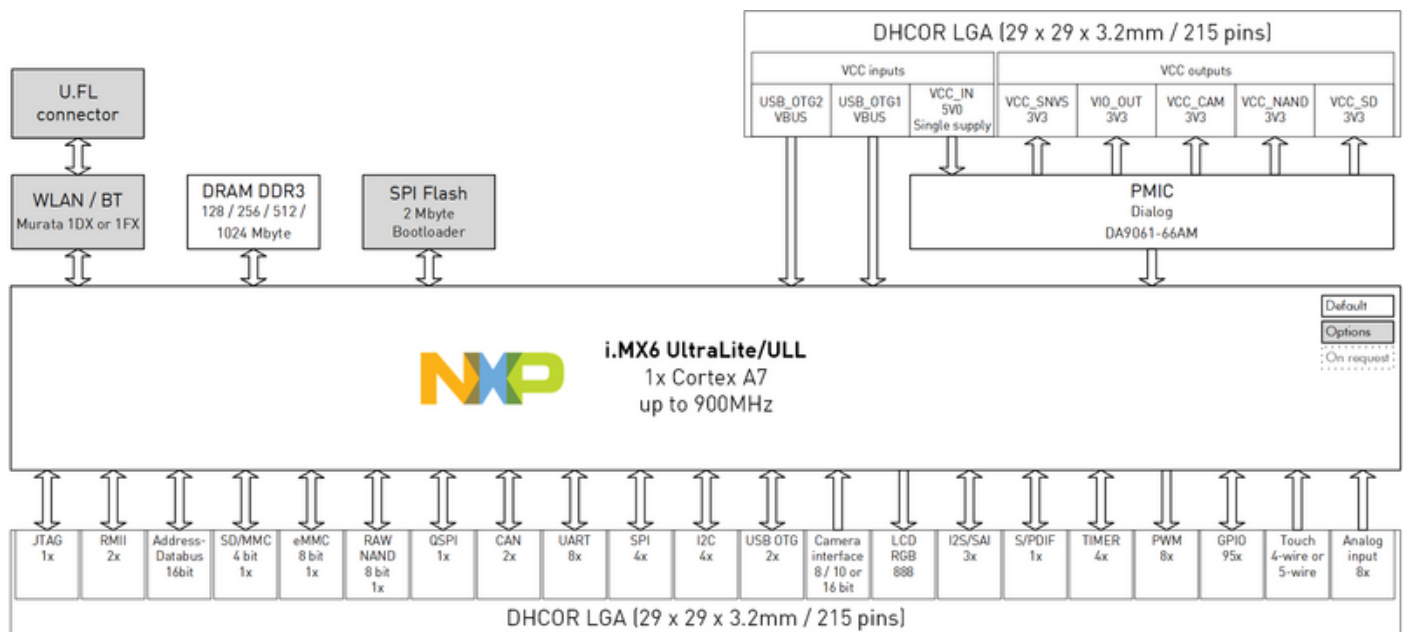 DHCOR LGA (29 x 29 x 3.2mm / 215 pins)
VCC inputs
VCC outputs
USB_OTG2
VBUS
USB_OTG1
VBUS
VCC_IN
5V0
Single supply
VCC_SNVS
3V3
VIO_OUT
3V3
VCC_CAM
3V3
VCC_NAND
3V3
VCC_SD
3V3
U.FL
connector
WLAN / BT
Murata 1DX or 1FX
DRAM DDR3
128 / 256 / 512 /
1024 Mbyte
SPI Flash
2 Mbyte
Bootloader
PMIC
Dialog
DA9061-66AM
Default
Options
On request
NXP
i.MX6 UltraLite/ULL
1x Cortex A7
up to 900MHz
JTAG
1x
RMII
2x
Address-
Databus
16bit
SD/MMC
4 bit
1x
eMMC
8 bit
1x
RAW
NAND
8 bit
1x
QSPI
1x
CAN
2x
UART
8x
SPI
4x
I2C
4x
USB OTG
2x
Camera
interface
8 / 10 or
16 bit
LCD
RGB
888
I2S/SAI
3x
S/PDIF
1x
TIMER
4x
PWM
8x
GPIO
95x
Touch
4-wire or
5-wire
Analog
input
8x
DHCOR LGA (29 x 29 x 3.2mm / 215 pins)